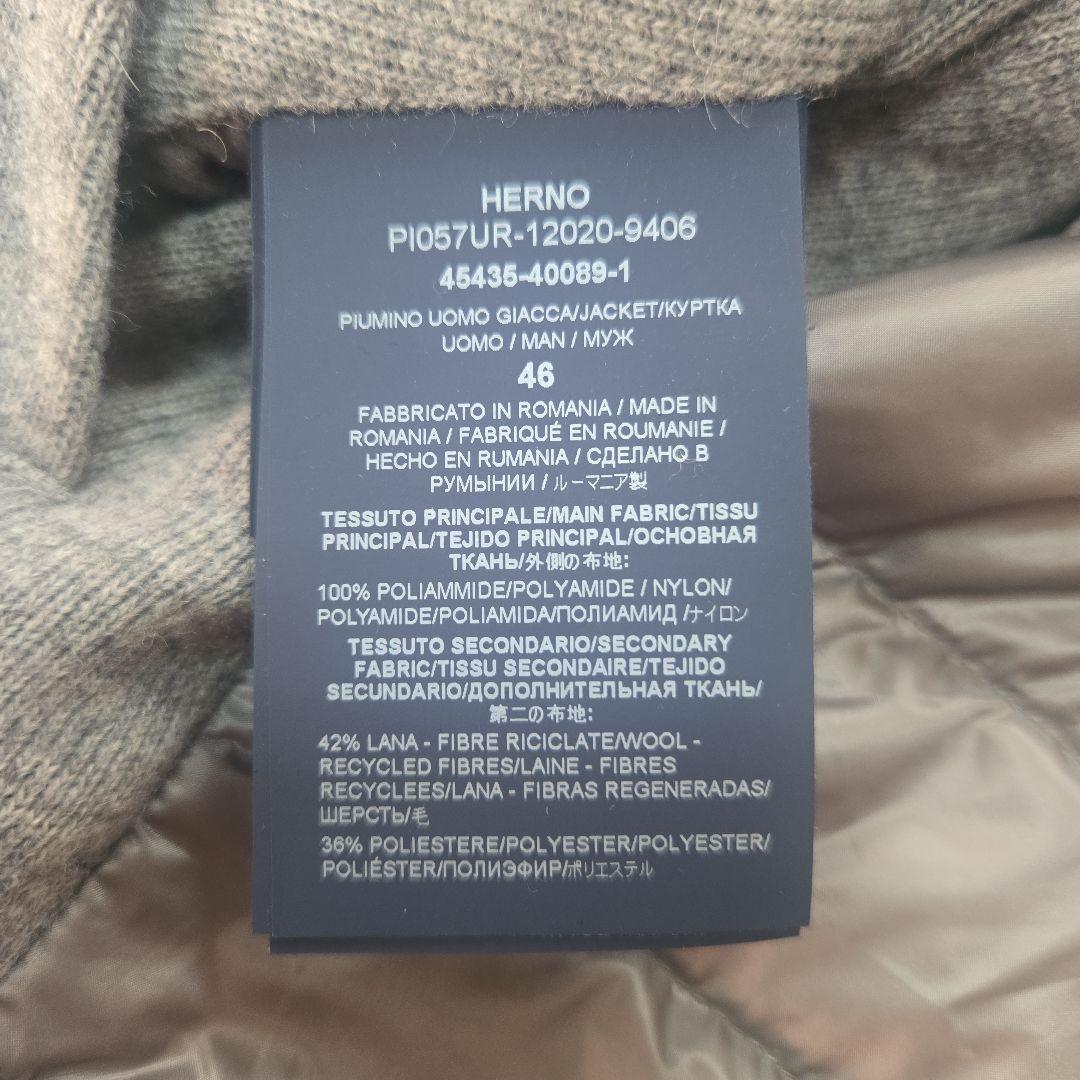 HERNO
PI057UR-12020-9406
45435-40089-1
PIUMINO UOMO GIACCA/JACKET/КУРТКА
UOMO / MAN / МУЖ
46
FABBRICATO IN ROMANIA / MADE IN
ROMANIA / FABRIQUÉ EN ROUMANIE /
HECHO EN RUMANIA / СДЕЛАНО В
РУМЫНИИ / ルーマニア製
TESSUTO PRINCIPALE/MAIN FABRIC/TISSU
PRINCIPAL/TEJIDO PRINCIPAL/ОСНОВНАЯ
ТКАНЬ/外側の布地:
100% POLIAMMIDE/POLYAMIDE / NYLON/
POLYAMIDE/POLIAMIDA/ПОЛИАМИД /ナイロン
TESSUTO SECONDARIO/SECONDARY
FABRIC/TISSU SECONDAIRE/TEJIDO
SECUNDARIO/ДОПОЛНИТЕЛЬНАЯ ТКАНЬ/
第二の布地:
42% LANA - FIBRE RICICLATE/WOOL -
RECYCLED FIBRES/LAINE - FIBRES
RECYCLEES/LANA - FIBRAS REGENERADAS/
ШЕРСТЬ/毛
36% POLIESTERE/POLYESTER/POLYESTER/
POLIÉSTER/ПОЛИЭФИР/ポリエステル